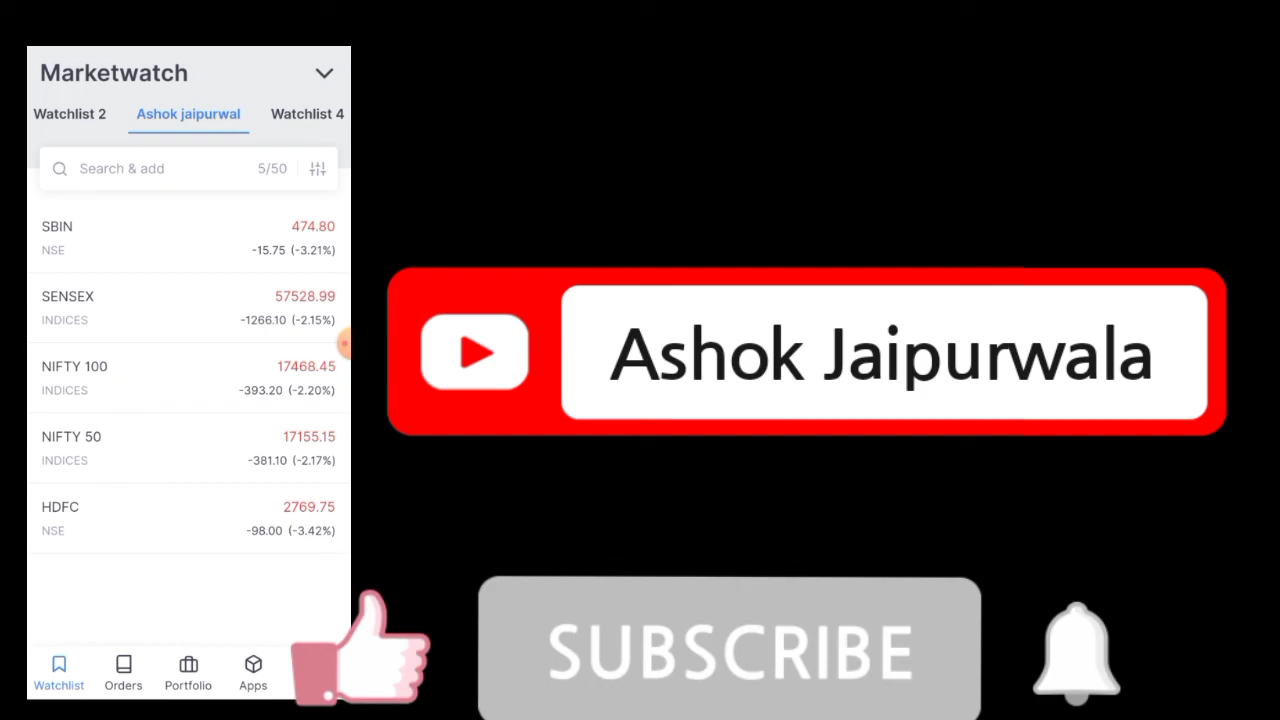 Marketwatch
Watchlist 2 Ashok jaipurwal Watchlist 4
Search & add 5/50
SBIN 474.80
NSE -15.75 (-3.21%)
SENSEX 57528.99
INDICES -1266.10 (-2.15%)
NIFTY 100 17468.45
INDICES -393.20 (-2.20%)
NIFTY 50 17155.15
INDICES -381.10 (-2.17%)
HDFC 2769.75
NSE -98.00 (-3.42%)
Watchlist Orders Portfolio Apps
Ashok Jaipurwala
SUBSCRIBE